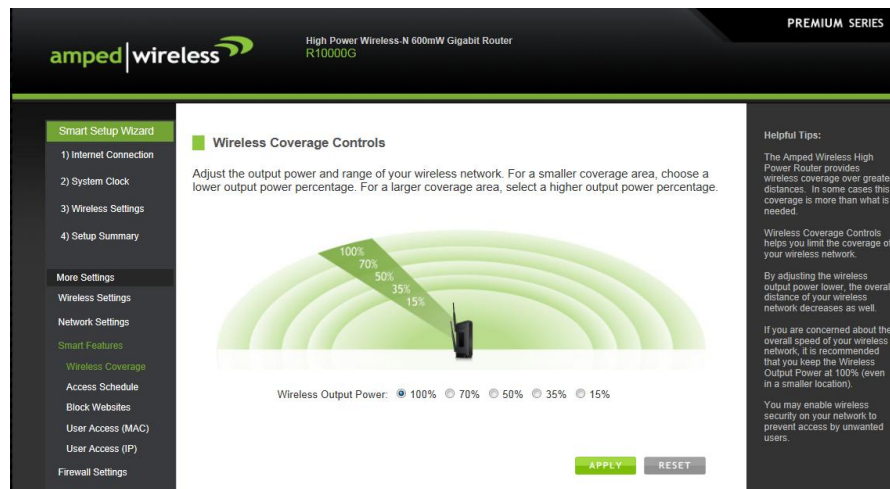 PREMIUM SERIES
amped wireless
High Power Wireless-N 600mW Gigabit Router
R10000G
Smart Setup Wizard
1) Internet Connection
2) System Clock
3) Wireless Settings
4) Setup Summary
More Settings
Wireless Settings
Network Settings
Smart Features
Wireless Coverage
Access Schedule
Block Websites
User Access (MAC)
User Access (IP)
Firewall Settings
Wireless Coverage Controls
Adjust the output power and range of your wireless network. For a smaller coverage area, choose a
lower output power percentage. For a larger coverage area, select a higher output power percentage.
100%
70%
50%
35%
15%
Wireless Output Power: 100% 70% 50% 35% 15%
APPLY RESET
Helpful Tips:
The Amped Wireless High
Power Router provides
wireless coverage over greate
distances. In some cases this
coverage is more than what is
needed.
Wireless Coverage Controls
helps you limit the coverage of
your wireless network.
By adjusting the wireless
output power lower, the overal
distance of your wireless
network decreases as well.
If you are concerned about the
overall speed of your wireless
network, it is recommended
that you keep the Wireless
Output Power at 100% (even
in a smaller location).
You may enable wireless
security on your network to
prevent access by unwanted
users.